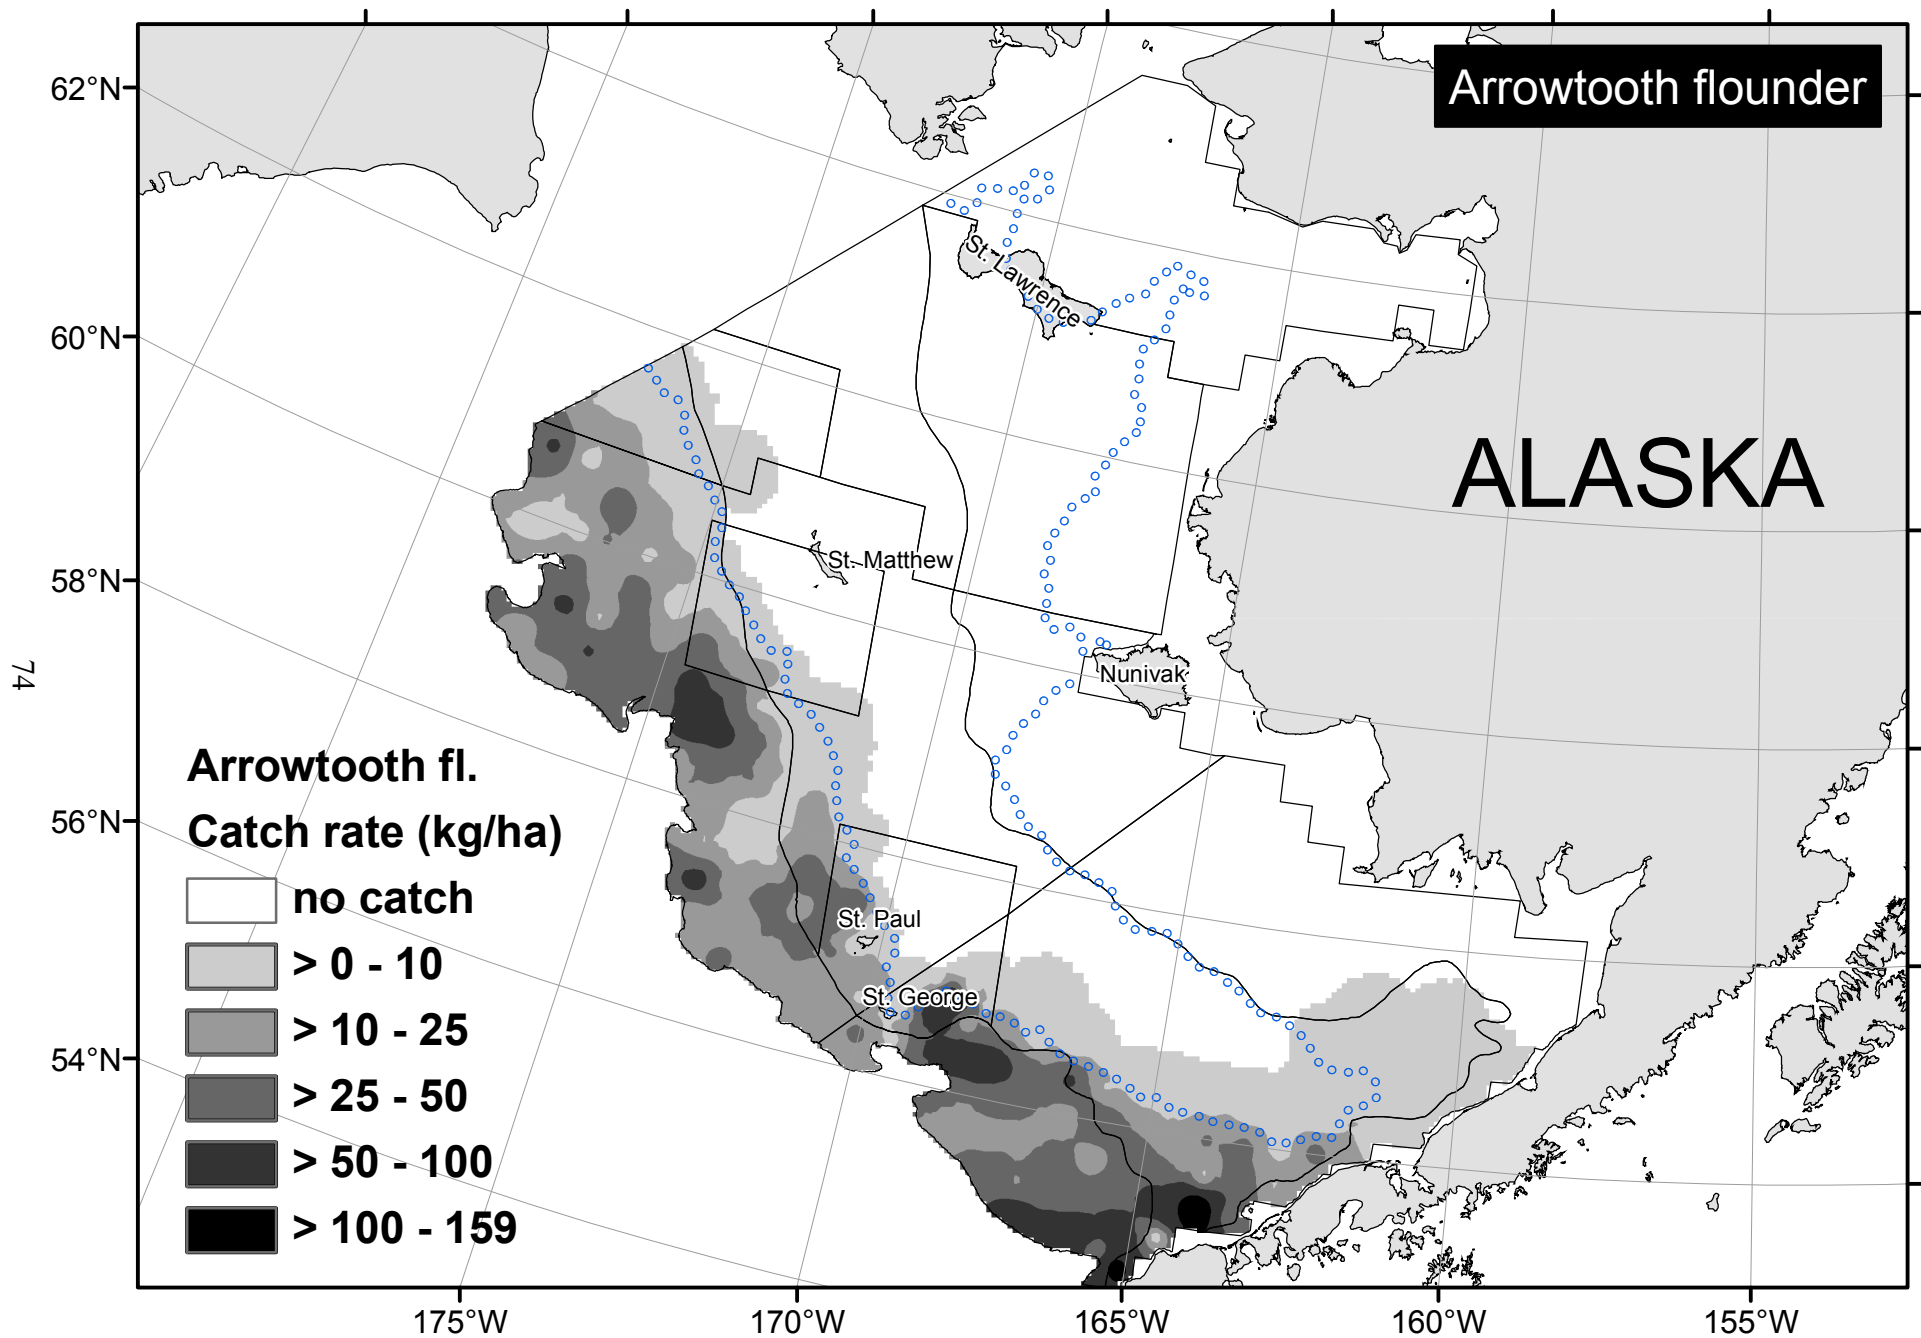 Arrowtooth flounder
62°N
60°N
58°N
56°N
54°N
St. Lawrence
ALASKA
St. Matthew
Nunivak
74
St. Paul
St. George
Arrowtooth fl.
Catch rate (kg/ha)
no catch
> 0 - 10
> 10 - 25
> 25 - 50
> 50 - 100
> 100 - 159
175°W
170°W
165°W
160°W
155°W